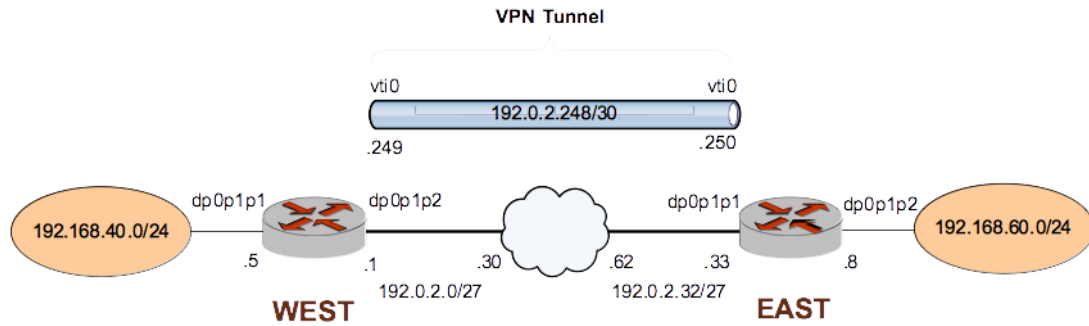 VPN Tunnel
vti0 vti0
192.0.2.248/30
.249 .250
dp0p1p1 dp0p1p2 dp0p1p1 dp0p1p2
192.168.40.0/24 192.168.60.0/24
.5 .1 .30 .62 .33 .8
192.0.2.0/27 192.0.2.32/27
WEST EAST